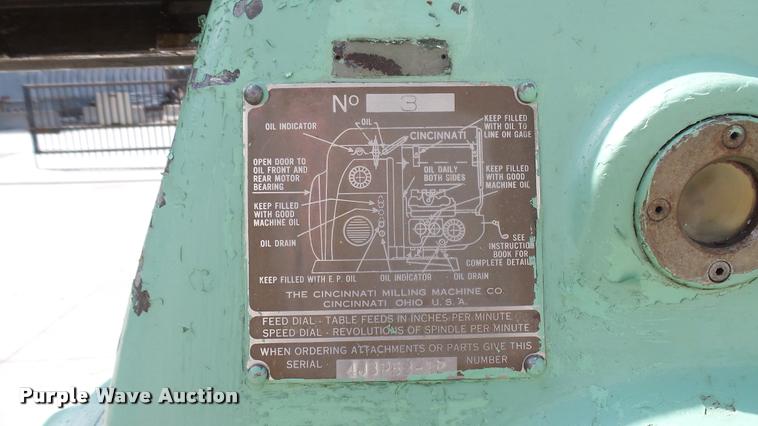 Nº 3
OIL INDICATOR
OIL
CINCINNATI
KEEP FILLED
WITH OIL TO
LINE ON GAGE
OPEN DOOR TO
OIL FRONT AND
REAR MOTOR
BEARING
OIL DAILY
BOTH SIDES
KEEP FILLED
WITH GOOD
MACHINE OIL
KEEP FILLED
WITH GOOD
MACHINE OIL
OIL DRAIN
SEE
INSTRUCTION
BOOK FOR
COMPLETE DETAILS
KEEP FILLED WITH E.P. OIL
OIL INDICATOR
OIL DRAIN
THE CINCINNATI MILLING MACHINE CO.
CINCINNATI OHIO U.S.A.
FEED DIAL - TABLE FEEDS IN INCHES PER MINUTE
SPEED DIAL - REVOLUTIONS OF SPINDLE PER MINUTE
WHEN ORDERING ATTACHMENTS OR PARTS GIVE THIS
SERIAL NUMBER
Purple Wave Auction